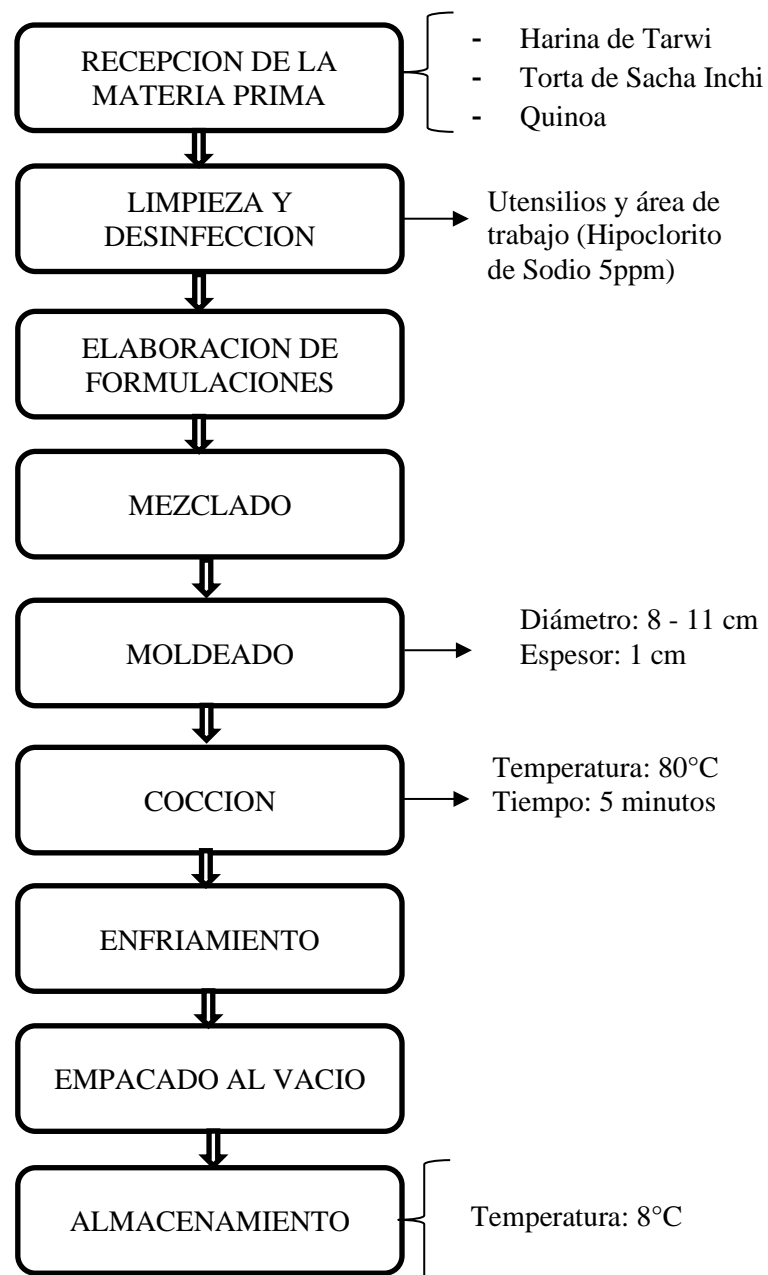 RECEPCION DE LA
MATERIA PRIMA
- Harina de Tarwi
- Torta de Sacha Inchi
- Quinoa
LIMPIEZA Y
DESINFECCION
Utensilios y área de
trabajo (Hipoclorito
de Sodio 5ppm)
ELABORACION DE
FORMULACIONES
MEZCLADO
MOLDEADO
Diámetro: 8 - 11 cm
Espesor: 1 cm
COCCION
Temperatura: 80°C
Tiempo: 5 minutos
ENFRIAMIENTO
EMPACADO AL VACIO
ALMACENAMIENTO
Temperatura: 8°C